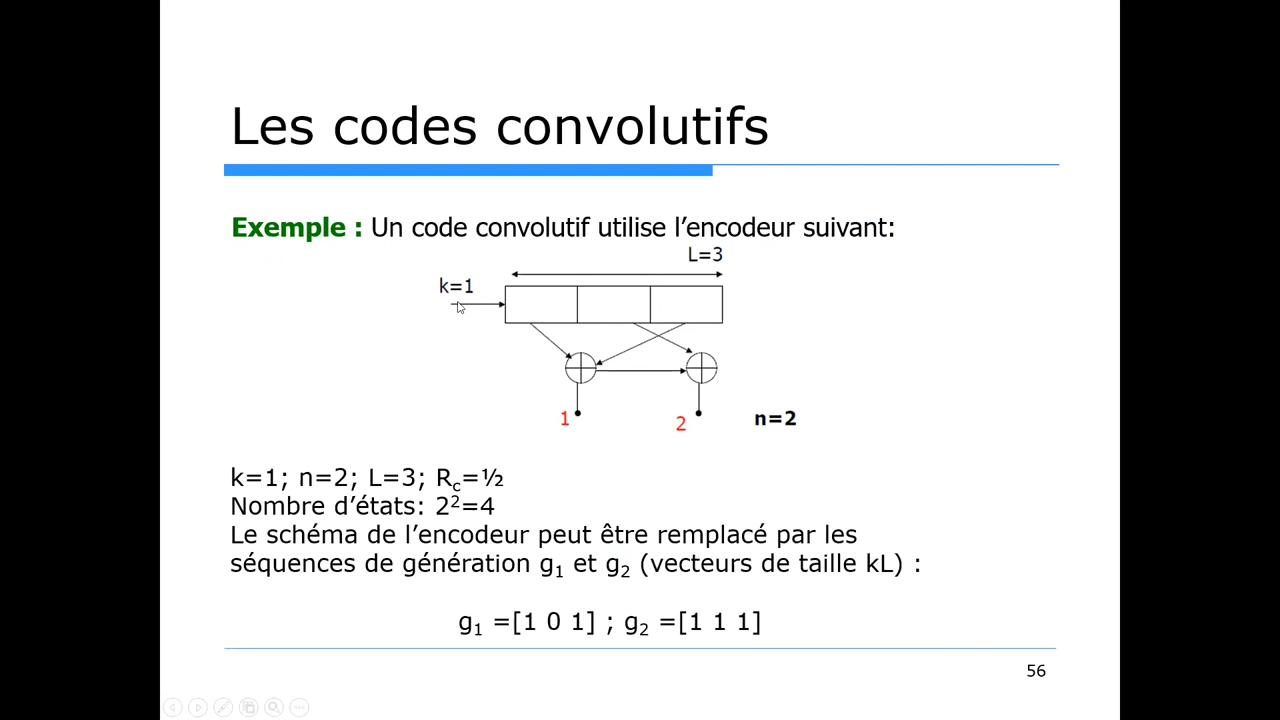 Les codes convolutifs
Exemple : Un code convolutif utilise l'encodeur suivant:
L=3
k=1
1
2
n=2
k=1; n=2; L=3; Rc=½
Nombre d'états: 2²=4
Le schéma de l'encodeur peut être remplacé par les
séquences de génération g₁ et g₂ (vecteurs de taille kL) :
g₁ =[1 0 1] ; g₂ =[1 1 1]
56